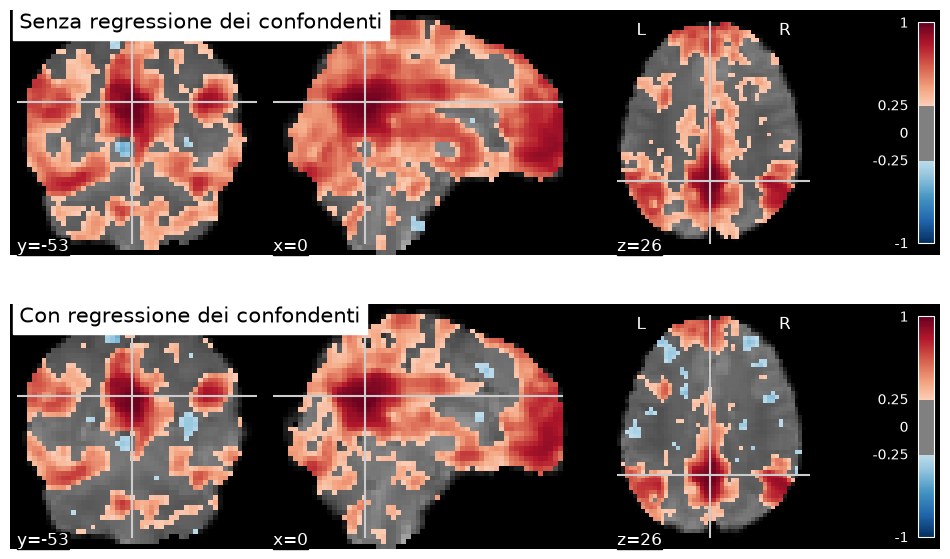 Senza regressione dei confondenti
L R
1
0.25
0
-0.25
-1
y=-53 x=0 z=26
Con regressione dei confondenti
L R
1
0.25
0
-0.25
-1
y=-53 x=0 z=26